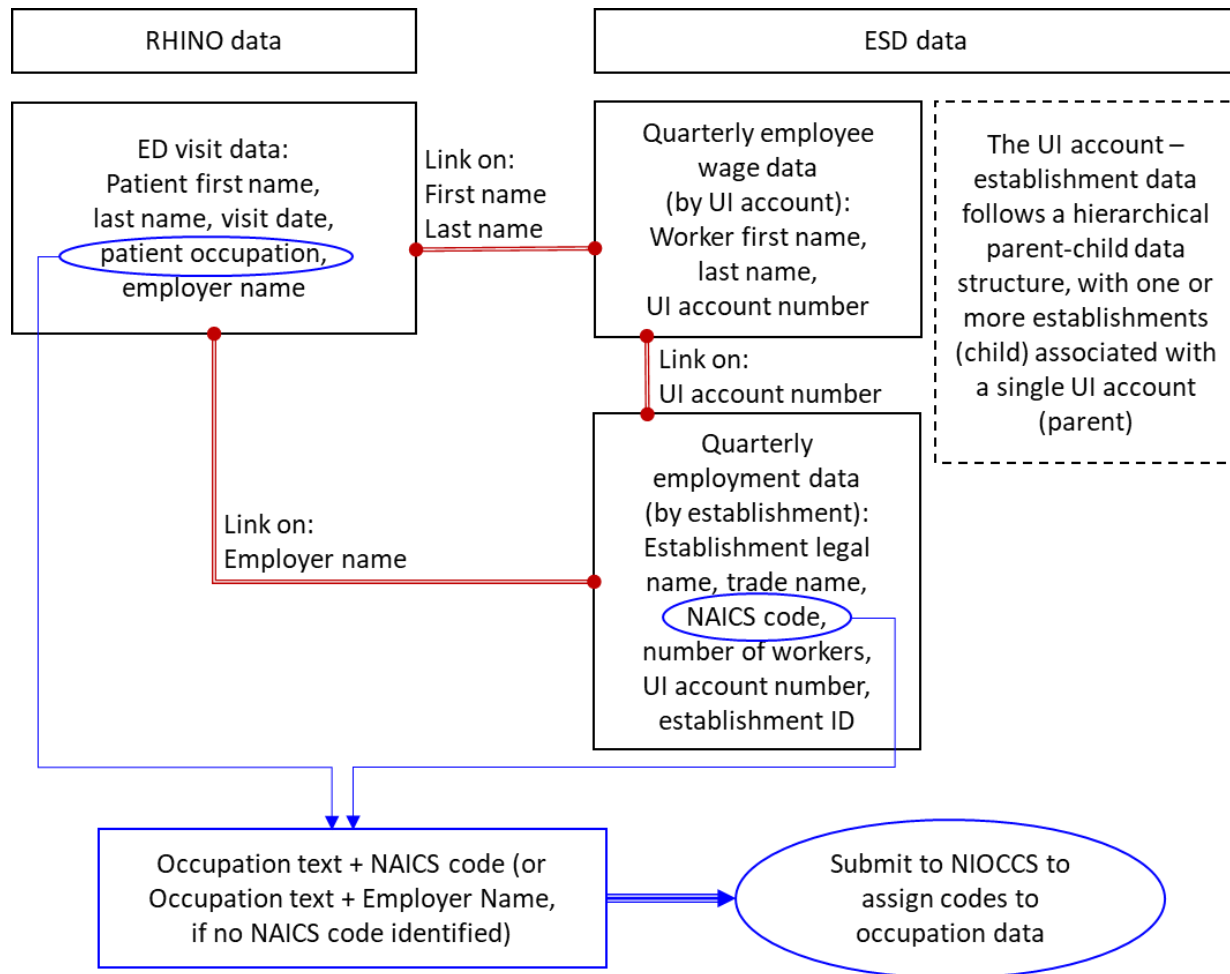 RHINO data
ESD data
ED visit data:
Patient first name,
last name, visit date,
patient occupation,
employer name
Link on:
First name
Last name
Quarterly employee
wage data
(by UI account):
Worker first name,
last name,
UI account number
The UI account –
establishment data
follows a hierarchical
parent-child data
structure, with one or
more establishments
(child) associated with
a single UI account
(parent)
Link on:
UI account number
Quarterly
employment data
(by establishment):
Establishment legal
name, trade name,
NAICS code,
number of workers,
UI account number,
establishment ID
Link on:
Employer name
Occupation text + NAICS code (or
Occupation text + Employer Name,
if no NAICS code identified)
Submit to NIOCCS to
assign codes to
occupation data